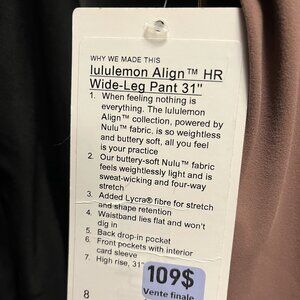 WHY WE MADE THIS
lululemon Align™ HR
Wide-Leg Pant 31"
1. When feeling nothing is
everything. The lululemon
Align™ collection, powered by
Nulu™ fabric, is so weightless
and buttery soft, all you feel
is your practice
2. Our buttery-soft Nulu™ fabric
feels weightlessly light and is
sweat-wicking and four-way
stretch
3. Added Lycra® fibre for stretch
and shape retention
4. Waistband lies flat and won't
dig in
5. Back drop-in pocket
6. Front pockets with interior
card sleeve
7. High rise, 31"
109$
Vente finale
8